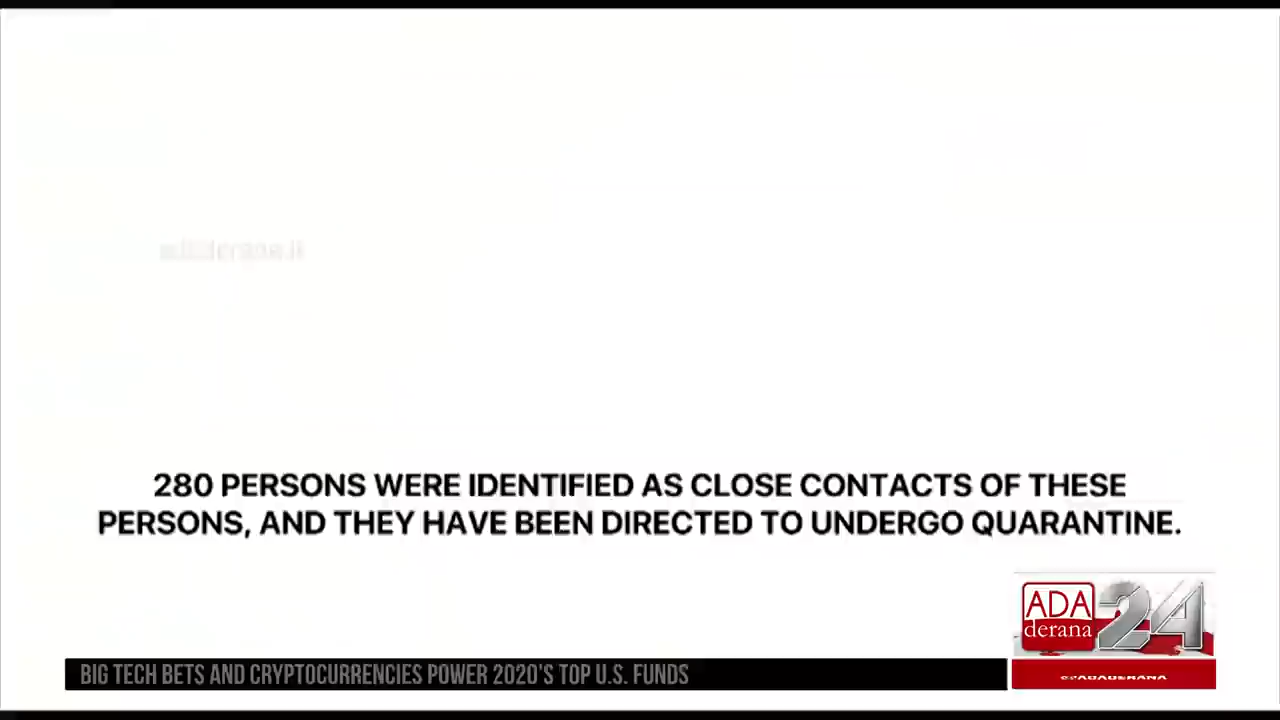 280 PERSONS WERE IDENTIFIED AS CLOSE CONTACTS OF THESE
PERSONS, AND THEY HAVE BEEN DIRECTED TO UNDERGO QUARANTINE.
ADA
derana
24
BIG TECH BETS AND CRYPTOCURRENCIES POWER 2020'S TOP U.S. FUNDS